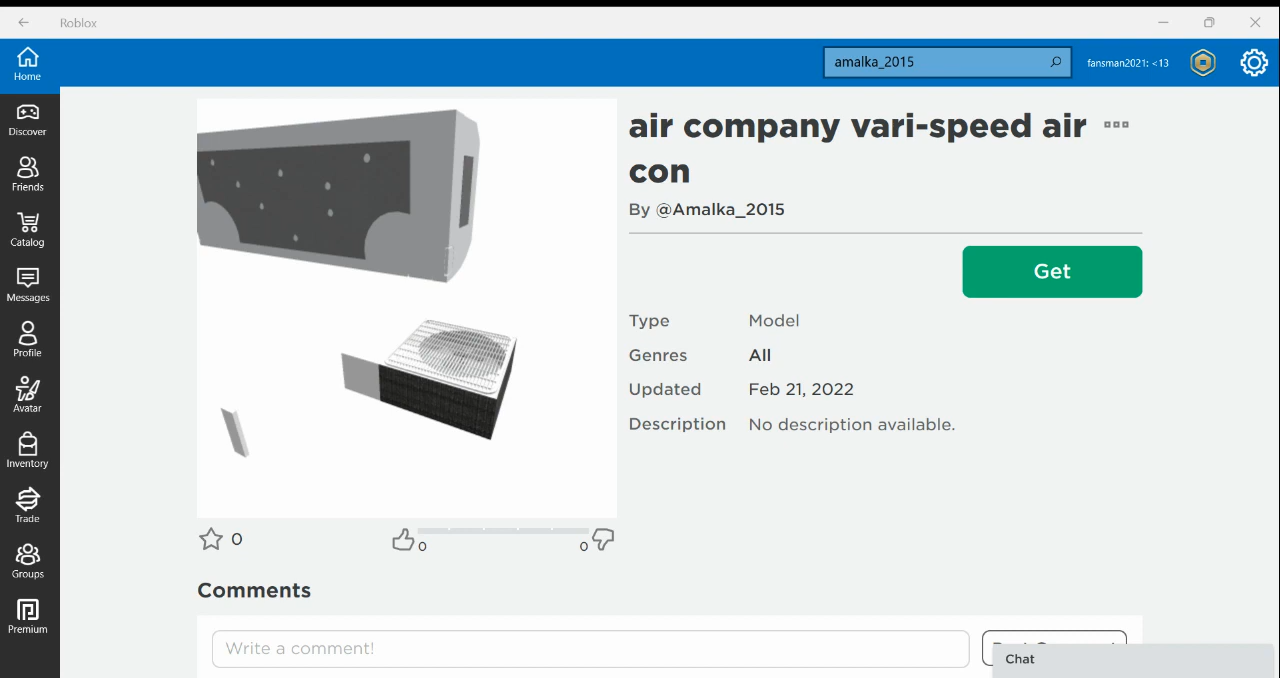 Roblox
Home
amalka_2015
fansman2021: <13
Discover
Friends
Catalog
Messages
Profile
Avatar
Inventory
Trade
Groups
Premium
air company vari-speed air
con
By @Amalka_2015
Get
Type Model
Genres All
Updated Feb 21, 2022
Description No description available.
0
0
0
Comments
Write a comment!
Chat